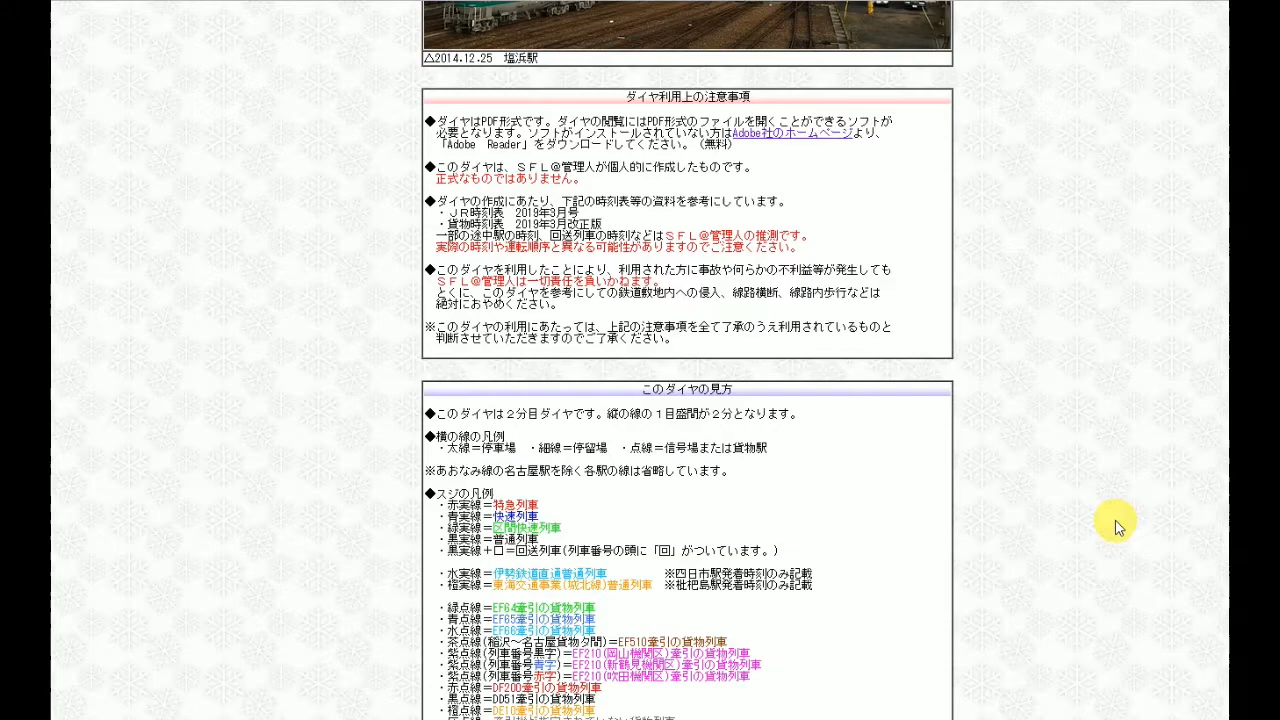 △2014.12.25　塩浜駅
ダイヤ利用上の注意事項
◆ダイヤはPDF形式です。ダイヤの閲覧にはPDF形式のファイルを開くことができるソフトが
必要となります。ソフトがインストールされていない方はAdobe社のホームページより、
「Adobe　Reader」をダウンロードしてください。（無料）
◆このダイヤは、ＳＦＬ＠管理人が個人的に作成したものです。
正式なものではありません。
◆ダイヤの作成にあたり、下記の時刻表等の資料を参考にしています。
・ＪＲ時刻表　2019年3月号
・貨物時刻表　2019年3月改正版
一部の途中駅の時刻、回送列車の時刻などはＳＦＬ＠管理人の推測です。
実際の時刻や運転順序と異なる可能性がありますのでご注意ください。
◆このダイヤを利用したことにより、利用された方に事故や何らかの不利益等が発生しても
ＳＦＬ＠管理人は一切責任を負いかねます。
とくに、このダイヤを参考にしての鉄道敷地内への侵入、線路横断、線路内歩行などは
絶対におやめください。
※このダイヤの利用にあたっては、上記の注意事項を全て了承のうえ利用されているものと
判断させていただきますのでご了承ください。
このダイヤの見方
◆このダイヤは２分目ダイヤです。縦の線の１目盛間が２分となります。
◆横の線の凡例
・太線＝停車場　・細線＝停留場　・点線＝信号場または貨物駅
※あおなみ線の名古屋駅を除く各駅の線は省略しています。
◆スジの凡例
・赤実線＝特急列車
・青実線＝快速列車
・緑実線＝区間快速列車
・黒実線＝普通列車
・黒実線＋口＝回送列車(列車番号の頭に「回」がついています。)
・水実線＝伊勢鉄道直通普通列車　※四日市駅発着時刻のみ記載
・橙実線＝東海交通事業(城北線)普通列車　※枇杷島駅発着時刻のみ記載
・緑点線＝EF64牽引の貨物列車
・青点線＝EF65牽引の貨物列車
・水点線＝EF66牽引の貨物列車
・茶点線(稲沢～名古屋貨物タ間)＝EF510牽引の貨物列車
・紫点線(列車番号黒字)＝EF210(岡山機関区)牽引の貨物列車
・紫点線(列車番号青字)＝EF210(新鶴見機関区)牽引の貨物列車
・紫点線(列車番号赤字)＝EF210(吹田機関区)牽引の貨物列車
・赤点線＝DF200牽引の貨物列車
・黒点線＝DD51牽引の貨物列車
・橙点線＝DE10牽引の貨物列車